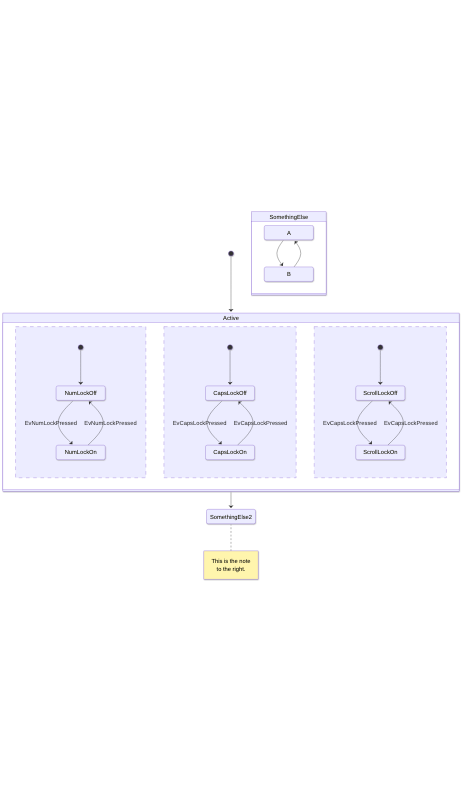 SomethingElse
A
B
Active
NumLockOff
CapsLockOff
ScrollLockOff
EvNumLockPressed
EvNumLockPressed
EvCapsLockPressed
EvCapsLockPressed
EvCapsLockPressed
EvCapsLockPressed
NumLockOn
CapsLockOn
ScrollLockOn
SomethingElse2
This is the note
to the right.